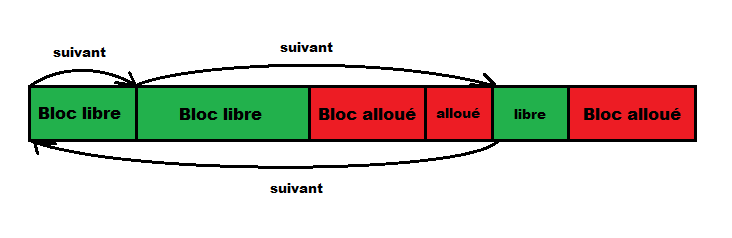 suivant
suivant
Bloc libre
Bloc libre
Bloc alloué
alloué
libre
Bloc alloué
suivant